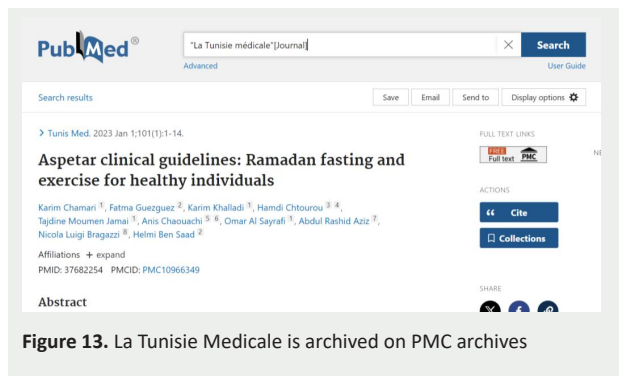 PubMed®
"La Tunisie médicale"[Journal]
Search
Advanced
User Guide
Search results
Save
Email
Send to
Display options
Tunis Med. 2023 Jan 1;101(1):1-14.
Aspetar clinical guidelines: Ramadan fasting and
exercise for healthy individuals
Karim Chamari 1, Fatma Guezguez 2, Karim Khalladi 1, Hamdi Chtourou 3 4,
Tajdine Moumen Jamai 1, Anis Chaouachi 5 6, Omar Al Sayrafi 1, Abdul Rashid Aziz 7,
Nicola Luigi Bragazzi 8, Helmi Ben Saad 2
Affiliations + expand
PMID: 37682254 PMCID: PMC10966349
Abstract
FULL TEXT LINKS
FREE
Full text PMC
NE
ACTIONS
Cite
Collections
SHARE
Figure 13. La Tunisie Medicale is archived on PMC archives